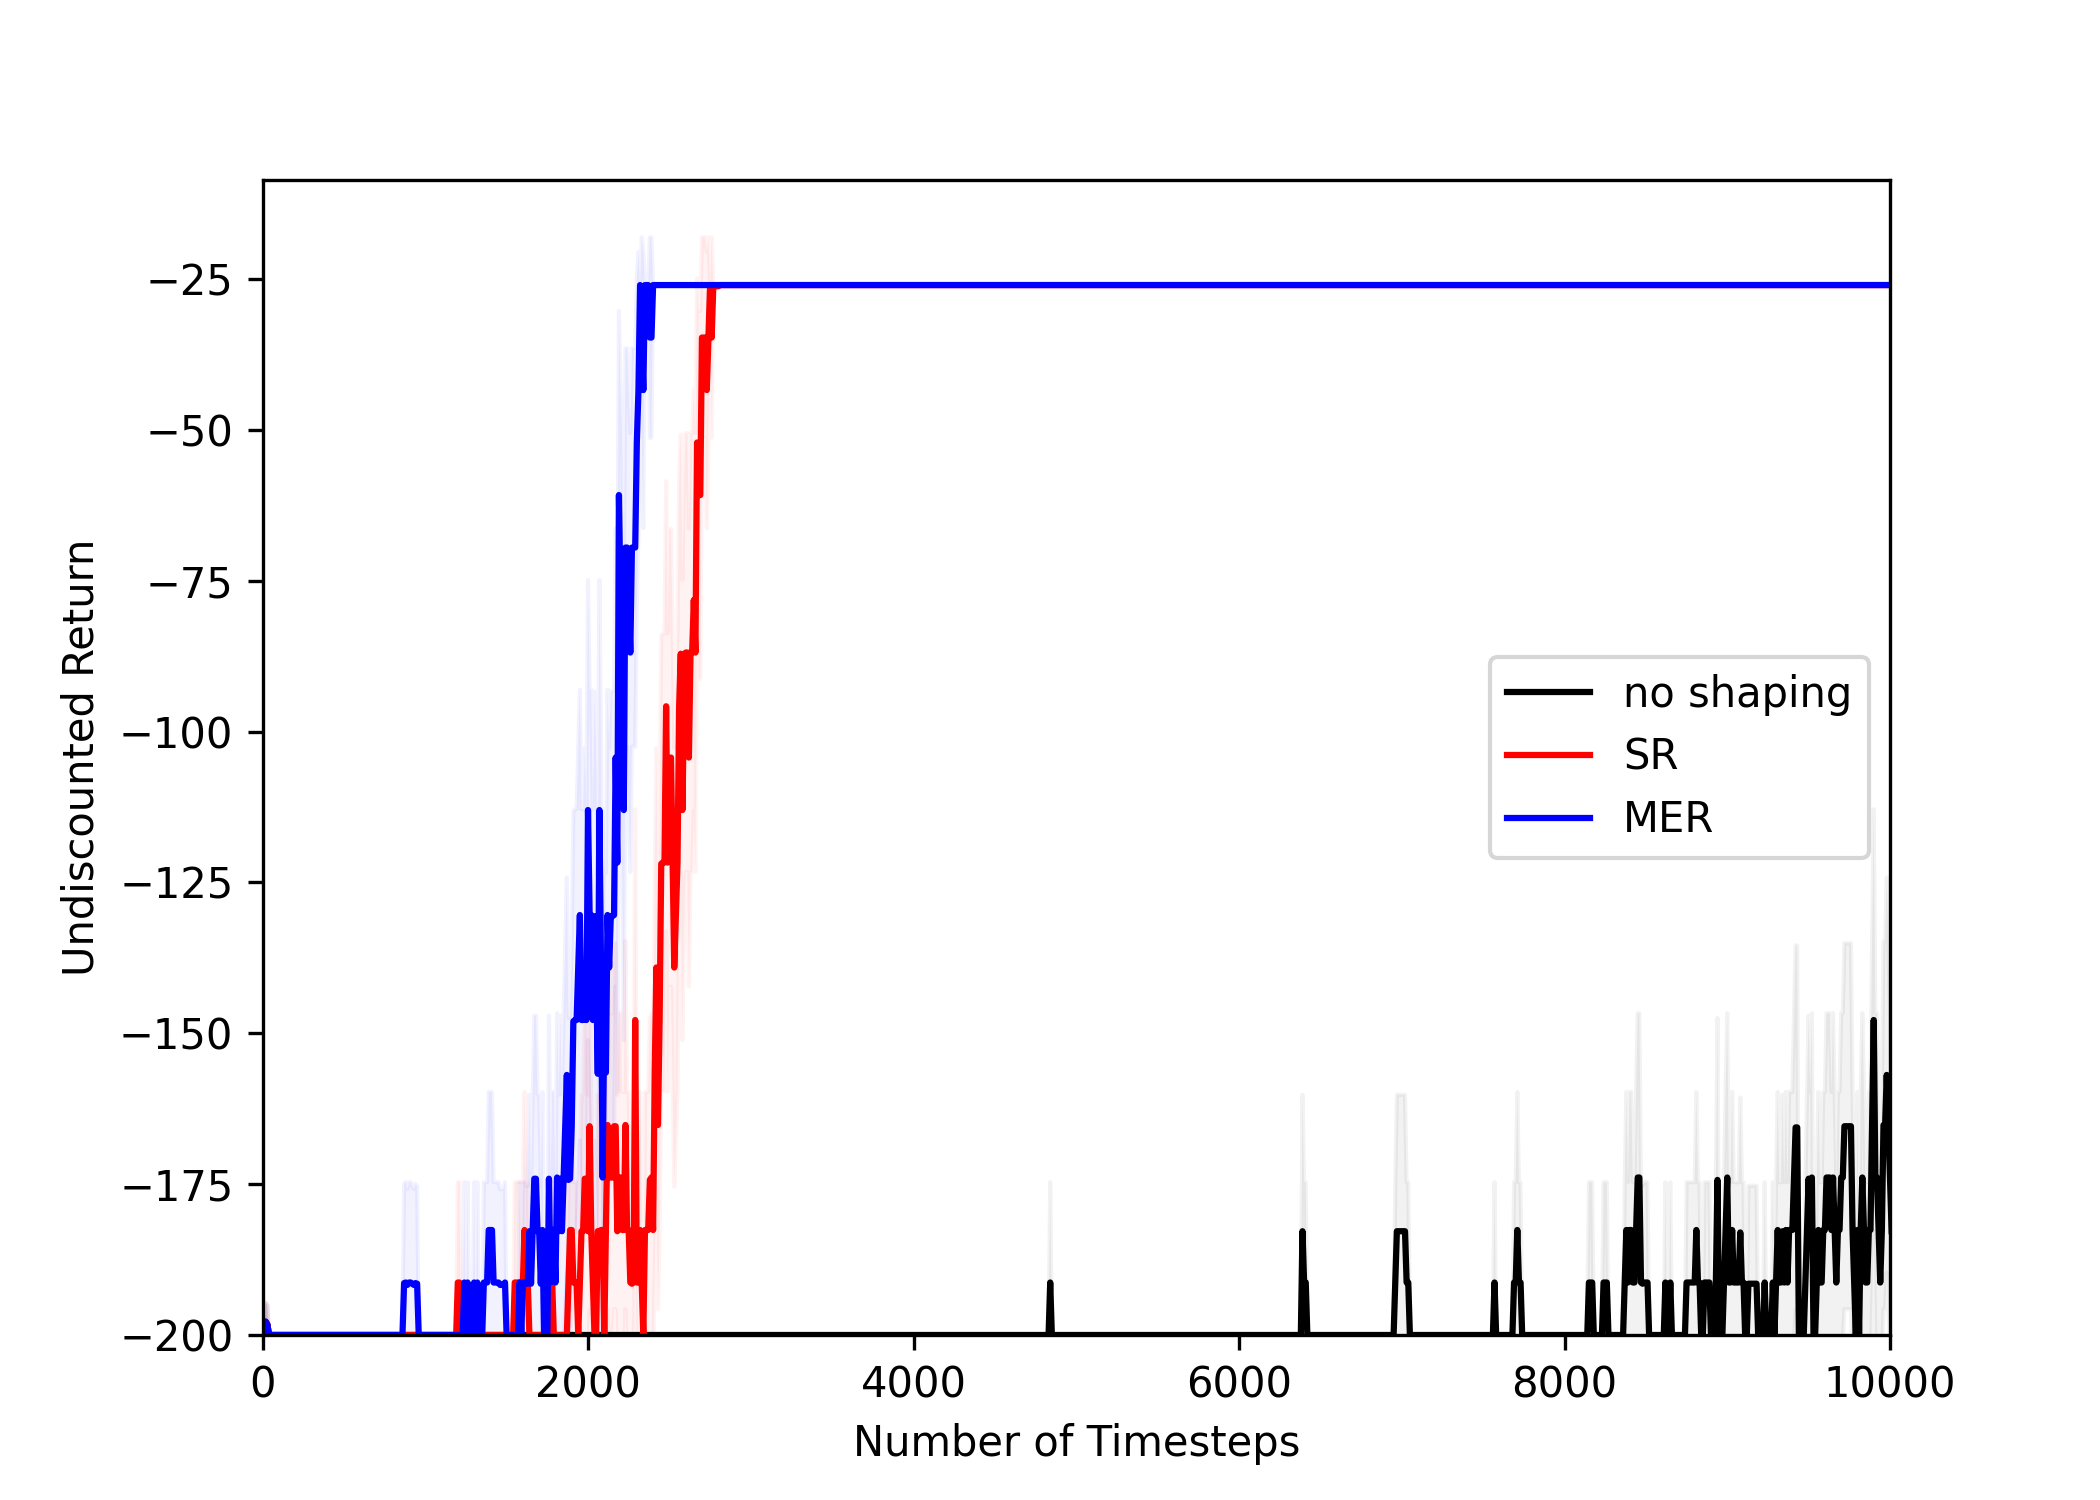 −25
−50
−75
−100
−125
−150
−175
−200
Undiscounted Return
no shaping
SR
MER
0 2000 4000 6000 8000 10000
Number of Timesteps